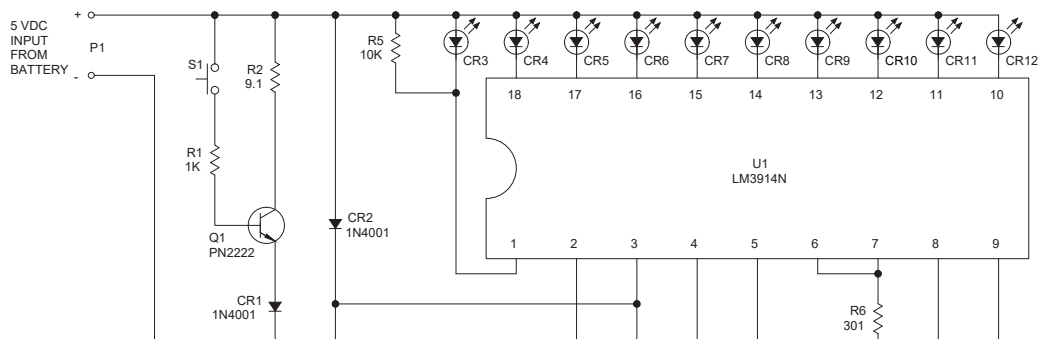 5 VDC
INPUT
FROM
BATTERY
+
P1
-
S1
R2
9.1
R1
1K
Q1
PN2222
CR1
1N4001
CR2
1N4001
R5
10K
CR3 CR4 CR5 CR6 CR7 CR8 CR9 CR10 CR11 CR12
18 17 16 15 14 13 12 11 10
U1
LM3914N
1 2 3 4 5 6 7 8 9
R6
301